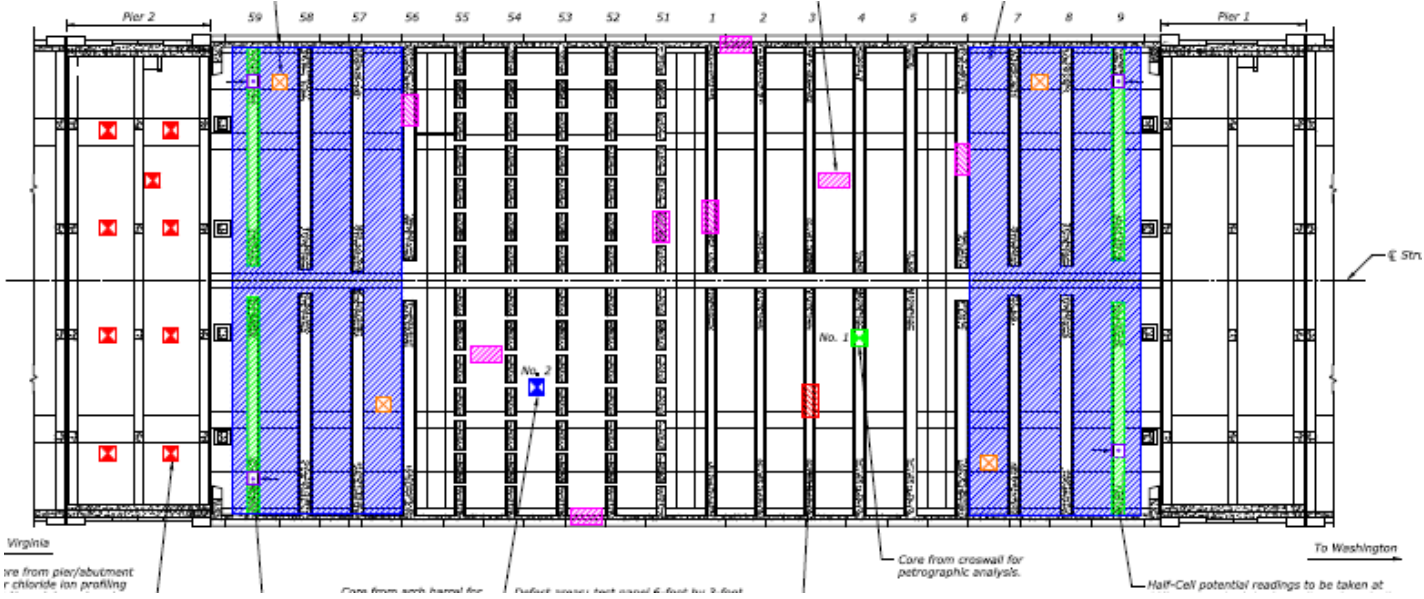 Pier 2
59 58 57 56 55 54 53 52 51 1 2 3 4 5 6 7 8 9
Pier 1
℄ Stru
No. 1
No. 2
Virginia
To Washington
ore from pier/abutment
r chloride ion profiling
Core from arch barrel for
Defect areas: test panel 6-foot by 3-foot
Core from croswall for
petrographic analysis.
Half-Cell potential readings to be taken at